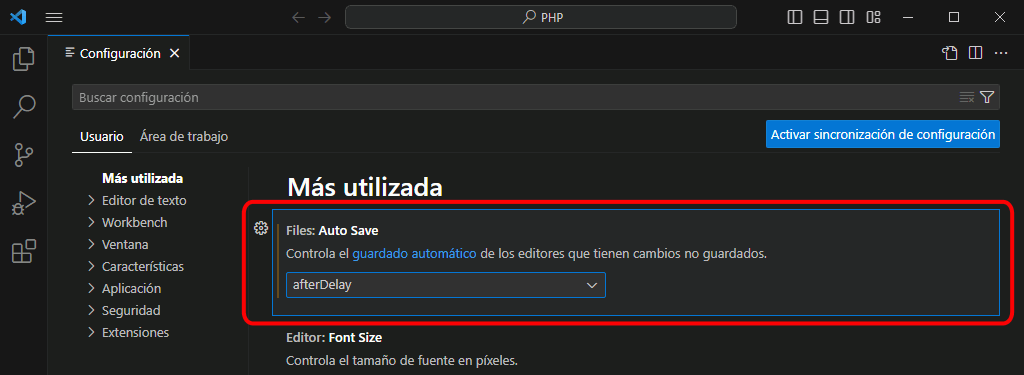 PHP
Configuración
Buscar configuración
Usuario
Área de trabajo
Activar sincronización de configuración
Más utilizada
Editor de texto
Workbench
Ventana
Características
Aplicación
Seguridad
Extensiones
Más utilizada
Files: Auto Save
Controla el guardado automático de los editores que tienen cambios no guardados.
afterDelay
Editor: Font Size
Controla el tamaño de fuente en píxeles.